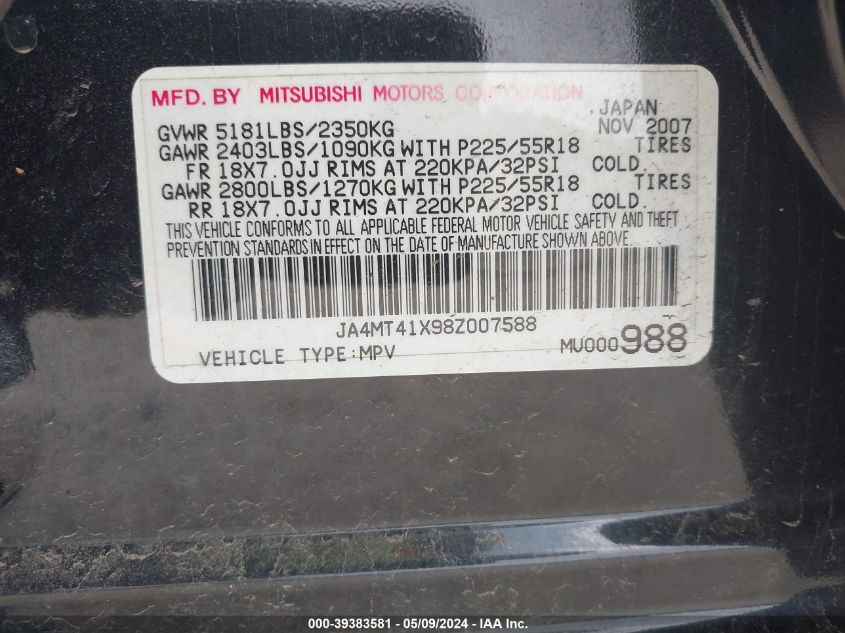 MFD. BY MITSUBISHI MOTORS CORPORATION
JAPAN
GVWR 5181LBS/2350KG NOV 2007
GAWR 2403LBS/1090KG WITH P225/55R18 TIRES
FR 18X7.0JJ RIMS AT 220KPA/32PSI COLD.
GAWR 2800LBS/1270KG WITH P225/55R18 TIRES
RR 18X7.0JJ RIMS AT 220KPA/32PSI COLD.
THIS VEHICLE CONFORMS TO ALL APPLICABLE FEDERAL MOTOR VEHICLE SAFETY AND THEFT
PREVENTION STANDARDS IN EFFECT ON THE DATE OF MANUFACTURE SHOWN ABOVE.
JA4MT41X98Z007588
VEHICLE TYPE:MPV MU000988
000-39383581 - 05/09/2024 - IAA Inc.